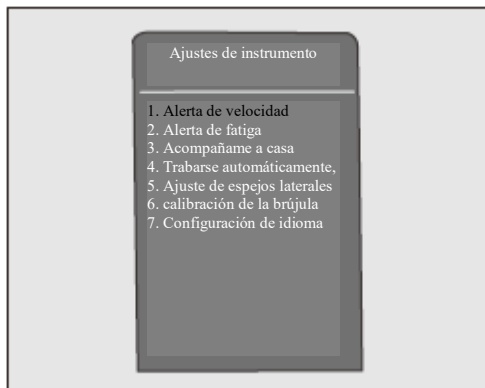 Ajustes de instrumento
1. Alerta de velocidad
2. Alerta de fatiga
3. Acompañame a casa
4. Trabarse automáticamente,
5. Ajuste de espejos laterales
6. calibración de la brújula
7. Configuración de idioma